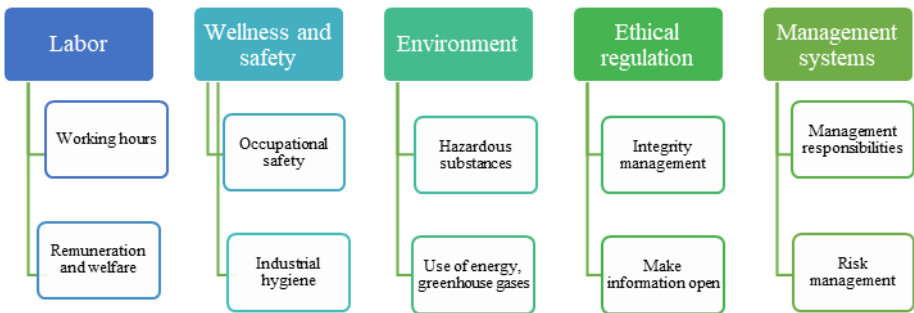 Labor
Wellness and
safety
Environment
Ethical
regulation
Management
systems
Working hours
Occupational
safety
Hazardous
substances
Integrity
management
Management
responsibilities
Remuneration
and welfare
Industrial
hygiene
Use of energy,
greenhouse gases
Make
information open
Risk
management